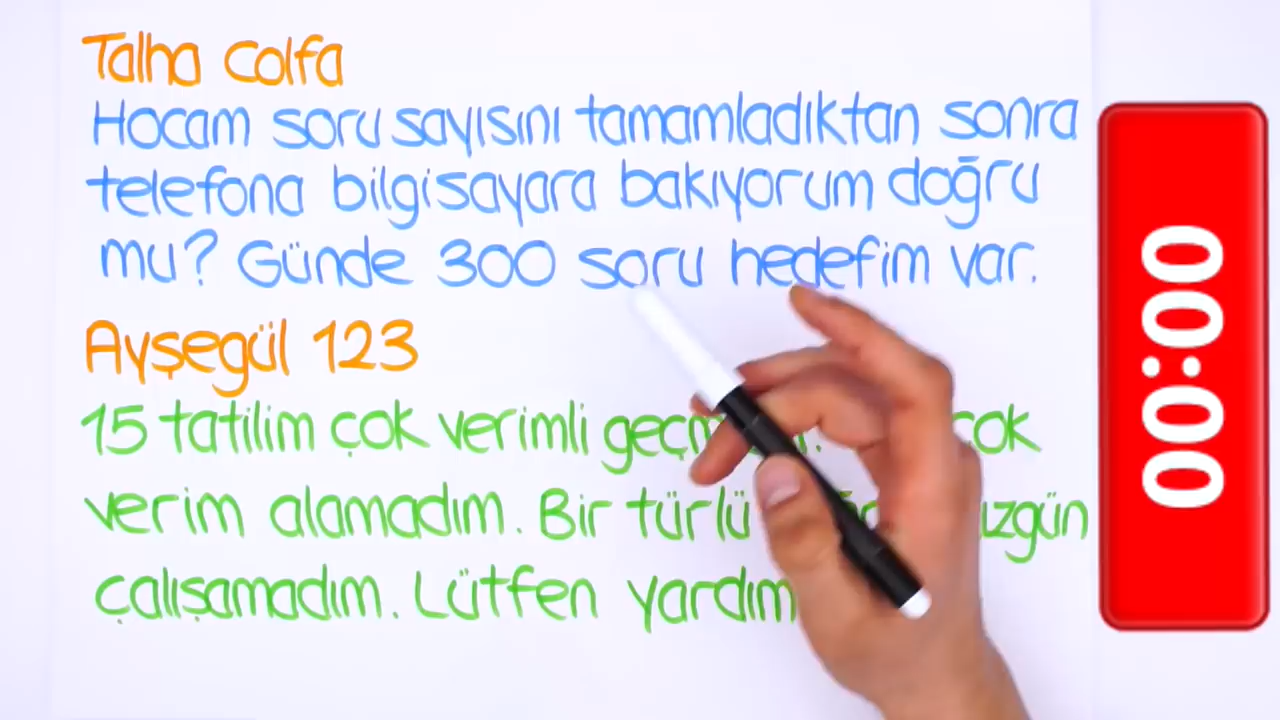 Talha Colfa
Hocam soru sayısını tamamladıktan sonra
telefona bilgisayara bakıyorum doğru
mu? Günde 300 soru hedefim var.
Ayşegül 123
15 tatilim çok verimli çok
verim alamadım. Bir türlü
çalışamadım. Lütfen yardım
00:00